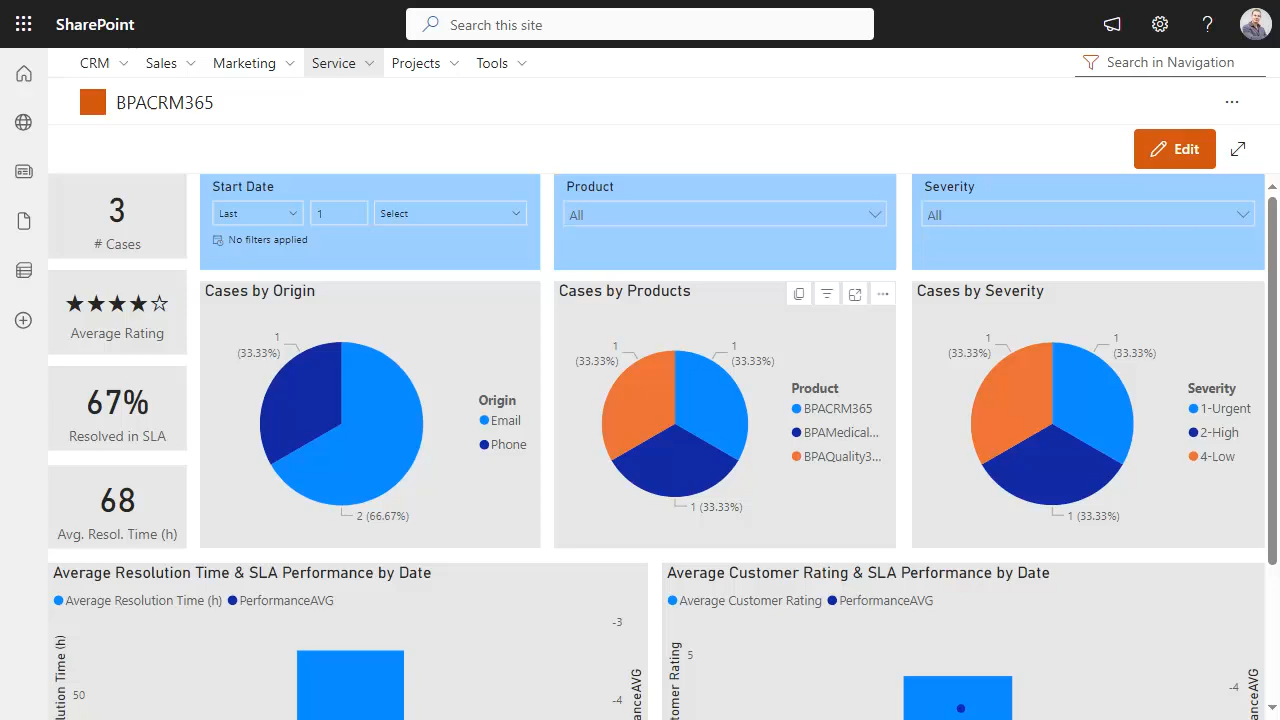 SharePoint
Search this site
CRM Sales Marketing Service Projects Tools
Search in Navigation
BPACRM365
Edit
3
# Cases
Start Date
Last 1 Select
No filters applied
Product
All
Severity
All
★★★★☆
Average Rating
67%
Resolved in SLA
68
Avg. Resol. Time (h)
Cases by Origin
1
(33.33%)
2 (66.67%)
Origin
Email
Phone
Cases by Products
1
(33.33%)
1
(33.33%)
1 (33.33%)
Product
BPACRM365
BPAMedical...
BPAQuality3...
Cases by Severity
1
(33.33%)
1
(33.33%)
1 (33.33%)
Severity
1-Urgent
2-High
4-Low
Average Resolution Time & SLA Performance by Date
Average Resolution Time (h) PerformanceAVG
50
-3
-4
Average Customer Rating & SLA Performance by Date
Average Customer Rating PerformanceAVG
5
-4